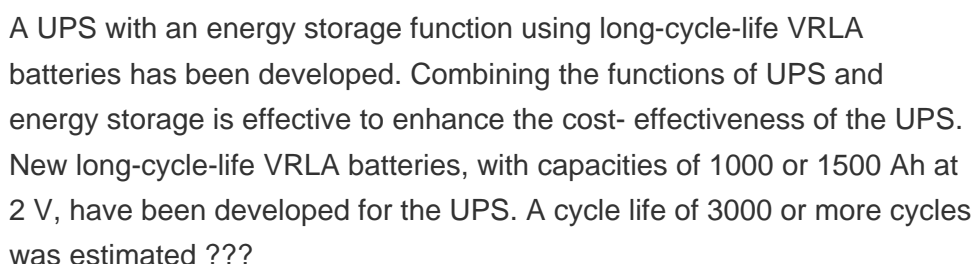 A UPS with an energy storage function using long-cycle-life VRLA
batteries has been developed. Combining the functions of UPS and
energy storage is effective to enhance the cost- effectiveness of the UPS.
New long-cycle-life VRLA batteries, with capacities of 1000 or 1500 Ah at
2 V, have been developed for the UPS. A cycle life of 3000 or more cycles
was estimated ???